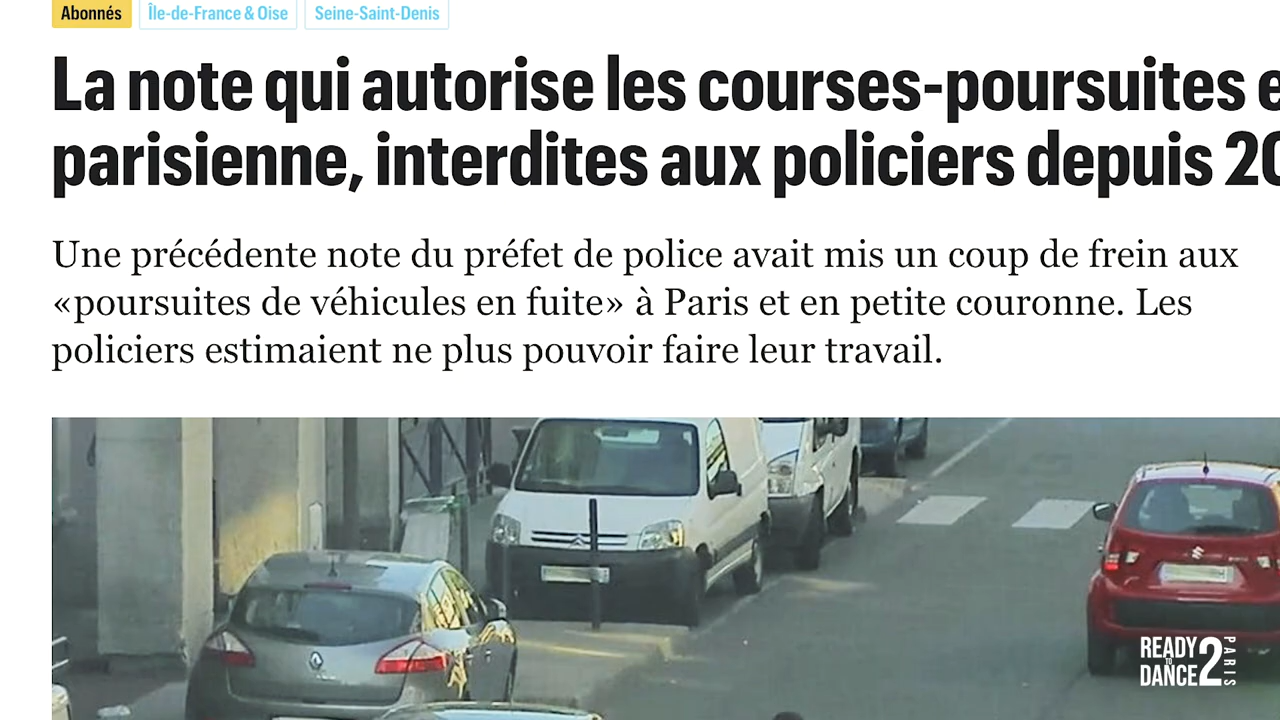 Abonnés Île-de-France & Oise Seine-Saint-Denis
La note qui autorise les courses-poursuites e
parisienne, interdites aux policiers depuis 20
Une précédente note du préfet de police avait mis un coup de frein aux
«poursuites de véhicules en fuite» à Paris et en petite couronne. Les
policiers estimaient ne plus pouvoir faire leur travail.
READY TO DANCE 2 PARIS